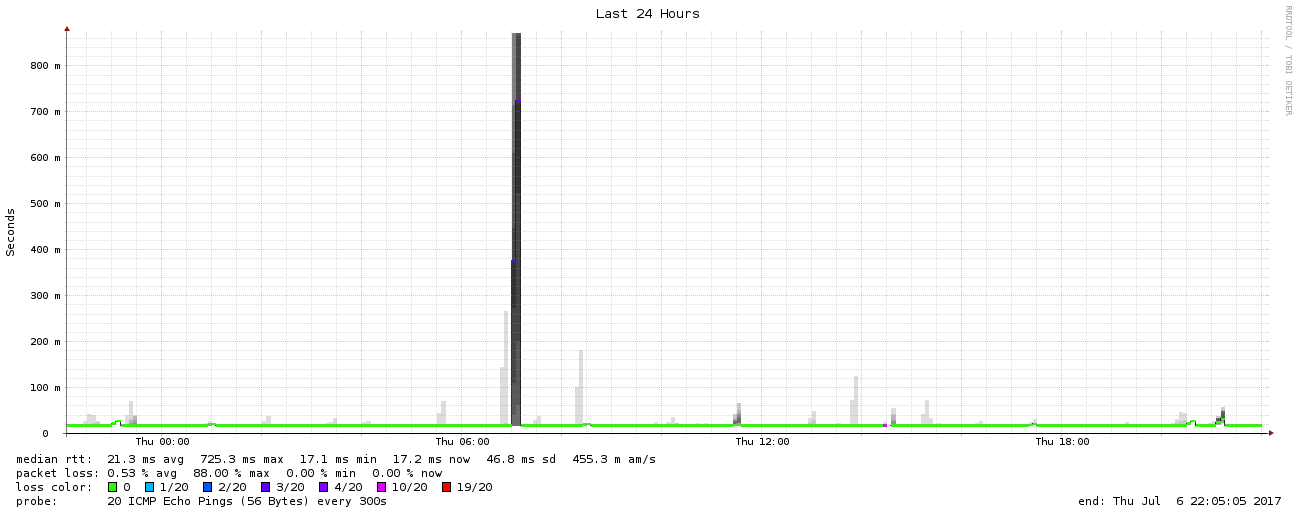 Last 24 Hours
RRDTOOL / TOBI OETIKER
Seconds
800 m
700 m
600 m
500 m
400 m
300 m
200 m
100 m
0
Thu 00:00 Thu 06:00 Thu 12:00 Thu 18:00
median rtt: 21.3 ms avg 725.3 ms max 17.1 ms min 17.2 ms now 46.8 ms sd 455.3 m am/s
packet loss: 0.53 % avg 88.00 % max 0.00 % min 0.00 % now
loss color: 0 1/20 2/20 3/20 4/20 10/20 19/20
probe: 20 ICMP Echo Pings (56 Bytes) every 300s end: Thu Jul 6 22:05:05 2017